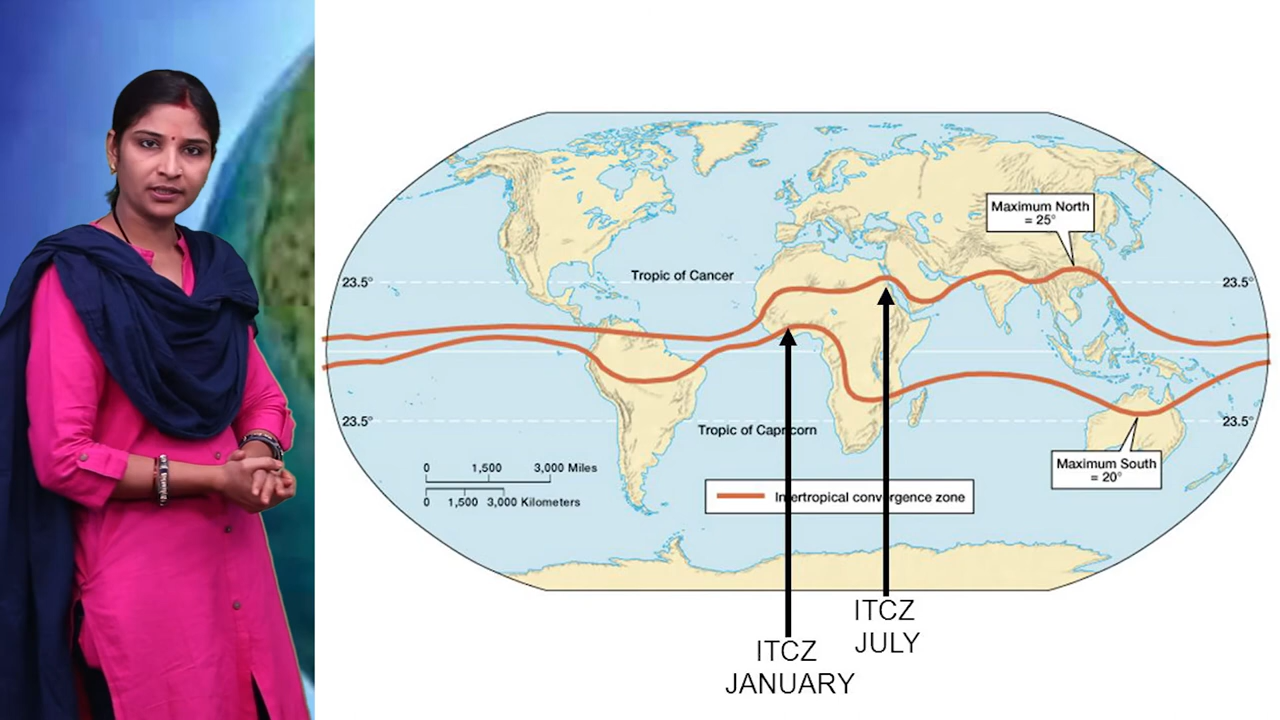 Maximum North
= 25°
Tropic of Cancer
23.5°
23.5°
Tropic of Capricorn
23.5°
23.5°
Maximum South
= 20°
0 1,500 3,000 Miles
0 1,500 3,000 Kilometers
Intertropical convergence zone
ITCZ
JULY
ITCZ
JANUARY